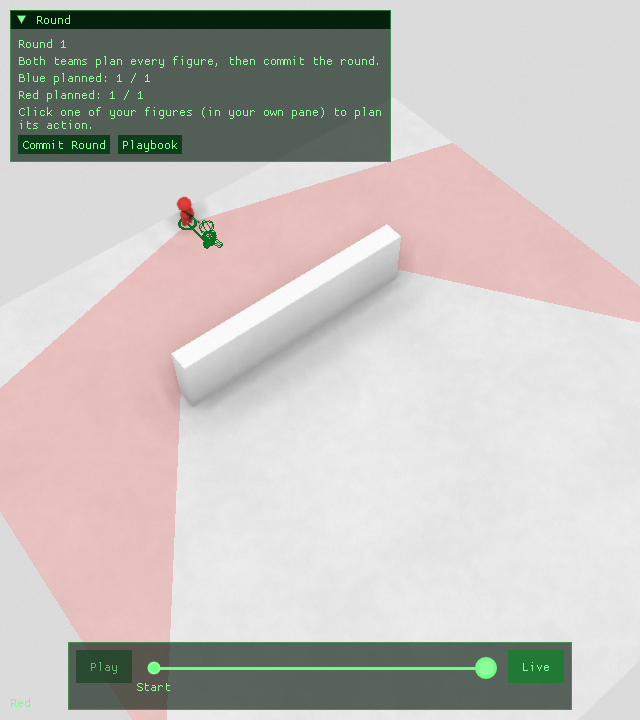 Round
Round 1
Both teams plan every figure, then commit the round.
Blue planned: 1 / 1
Red planned: 1 / 1
Click one of your figures (in your own pane) to plan
its action.
Commit Round
Playbook
Play
Start
Live
Red